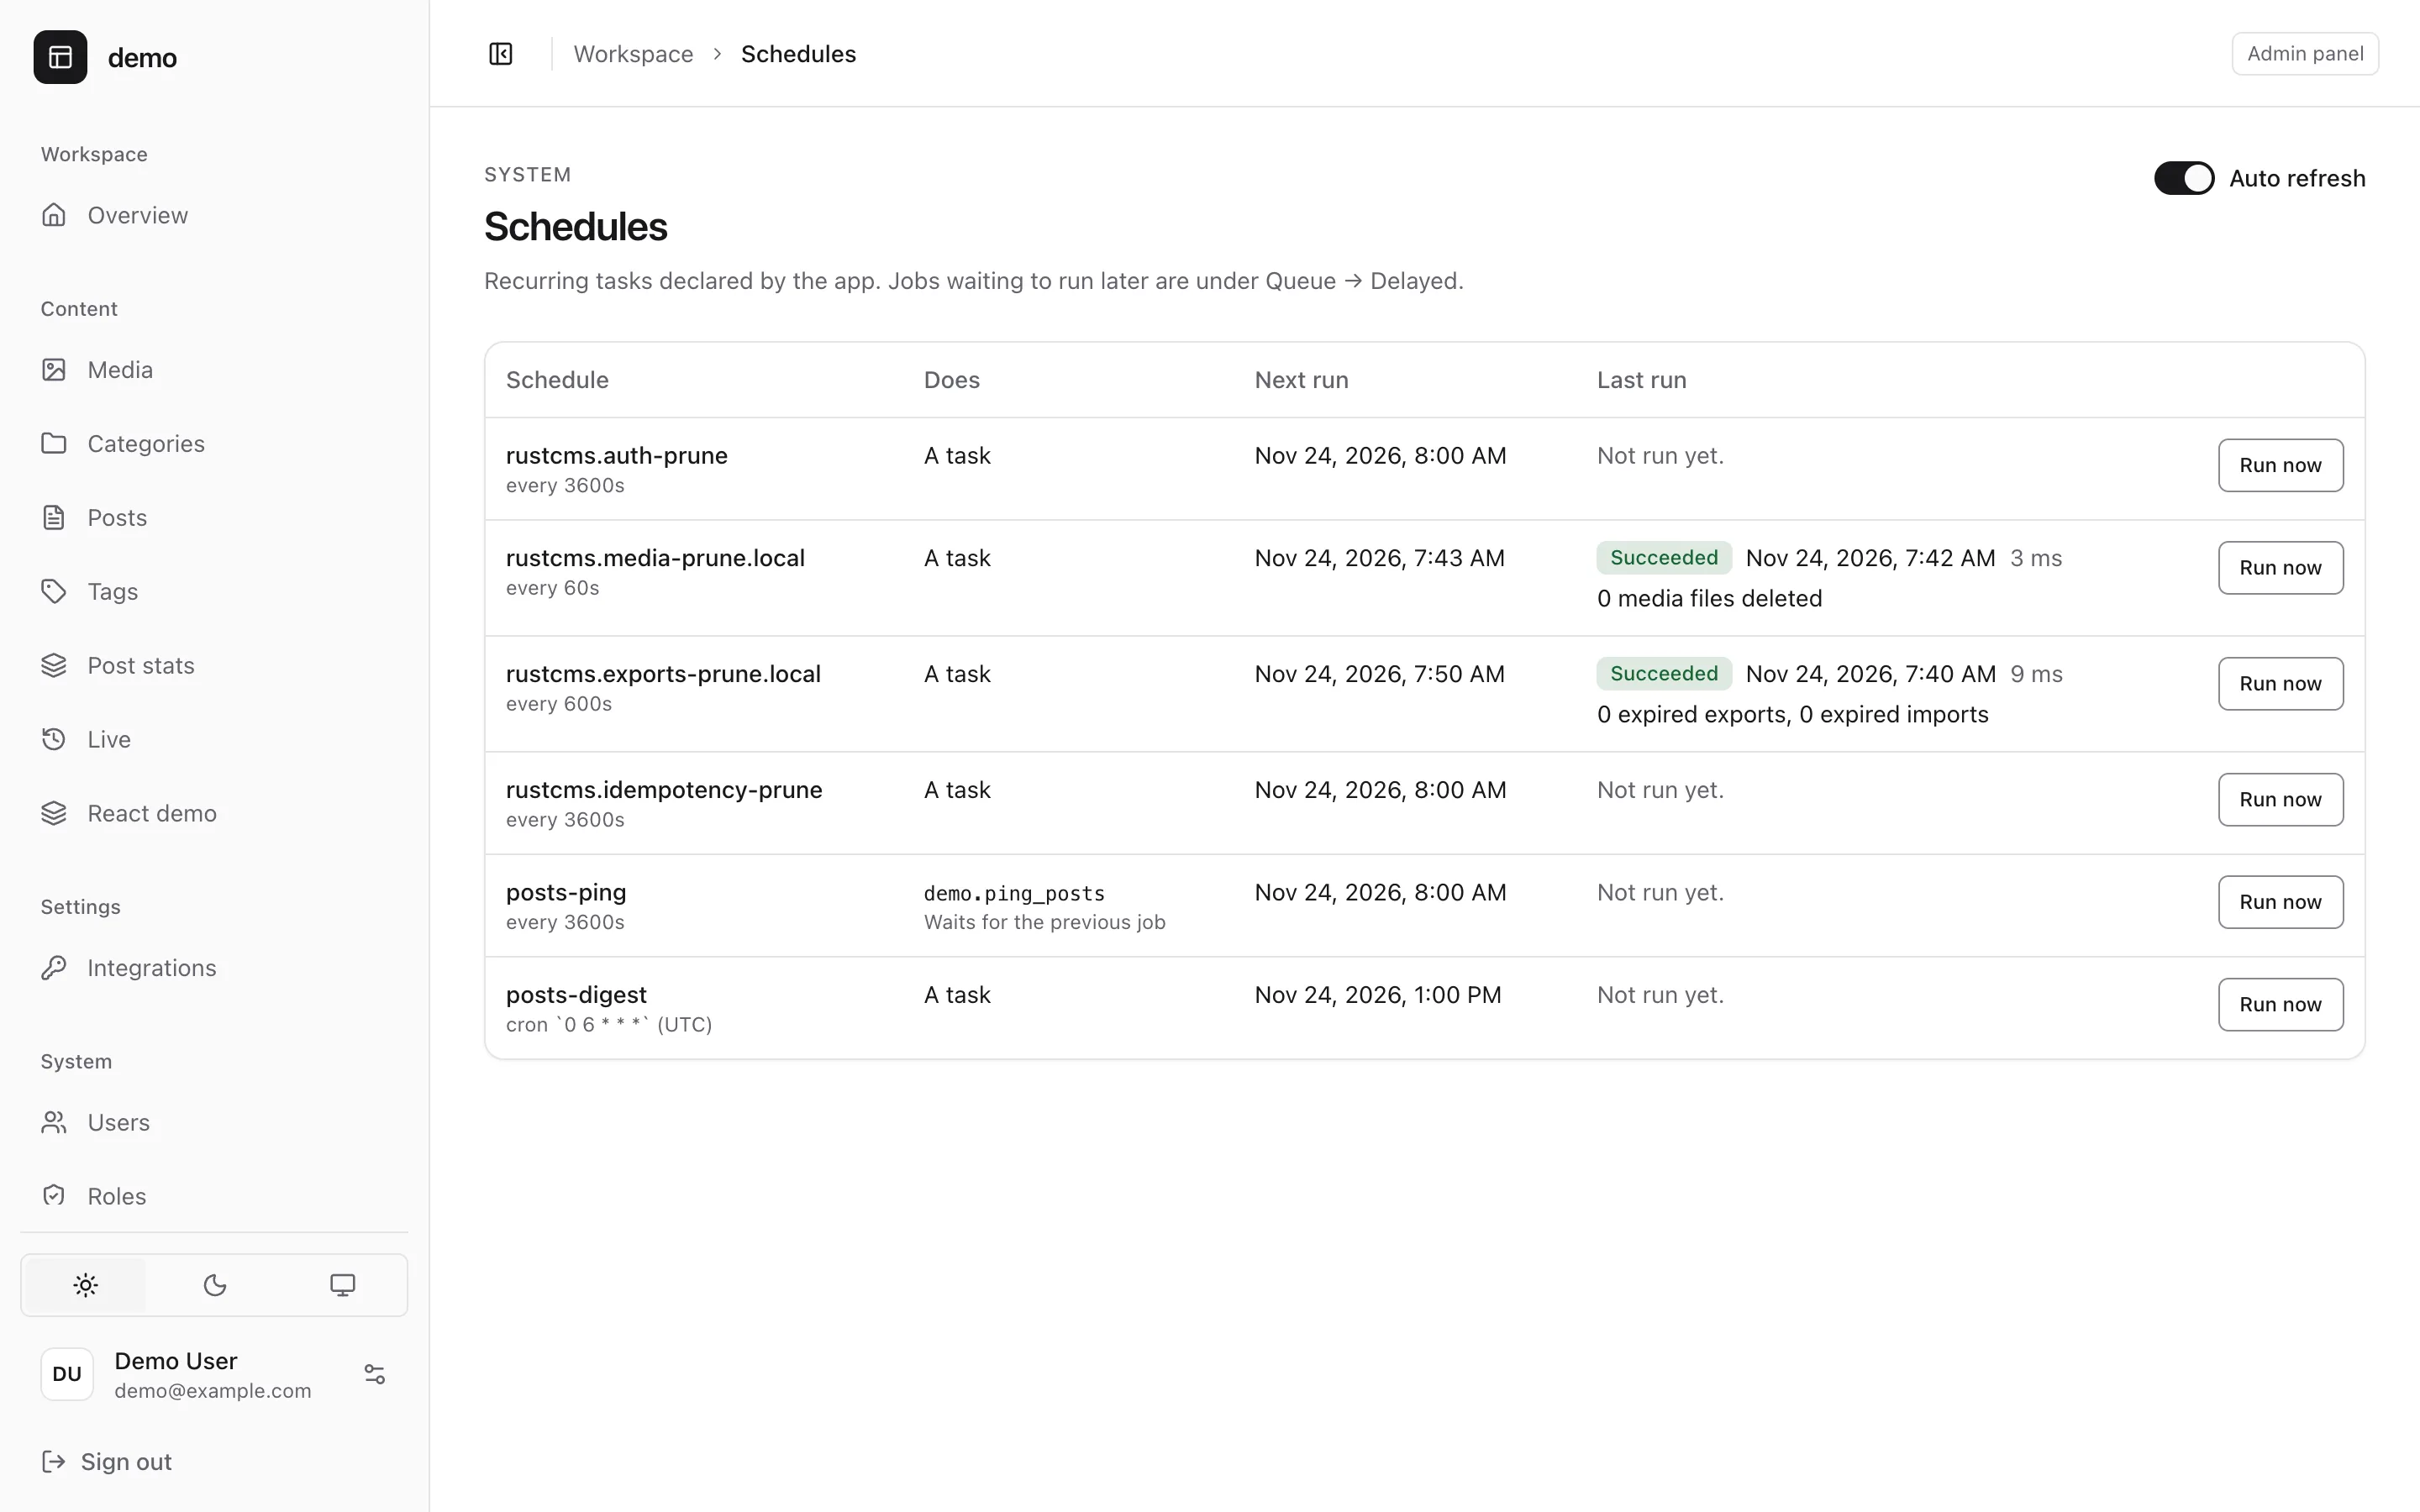 demo
Workspace
Overview
Content
Media
Categories
Posts
Tags
Post stats
Live
React demo
Settings
Integrations
System
Users
Roles
DU
Demo User
demo@example.com
Sign out
Workspace > Schedules
Admin panel
SYSTEM
Auto refresh
Schedules
Recurring tasks declared by the app. Jobs waiting to run later are under Queue → Delayed.
Schedule Does Next run Last run
rustcms.auth-prune A task Nov 24, 2026, 8:00 AM Not run yet. Run now
every 3600s
rustcms.media-prune.local A task Nov 24, 2026, 7:43 AM Succeeded Nov 24, 2026, 7:42 AM 3 ms Run now
every 60s
0 media files deleted
rustcms.exports-prune.local A task Nov 24, 2026, 7:50 AM Succeeded Nov 24, 2026, 7:40 AM 9 ms Run now
every 600s
0 expired exports, 0 expired imports
rustcms.idempotency-prune A task Nov 24, 2026, 8:00 AM Not run yet. Run now
every 3600s
posts-ping demo.ping_posts Nov 24, 2026, 8:00 AM Not run yet. Run now
every 3600s Waits for the previous job
posts-digest A task Nov 24, 2026, 1:00 PM Not run yet. Run now
cron `0 6 * * *` (UTC)